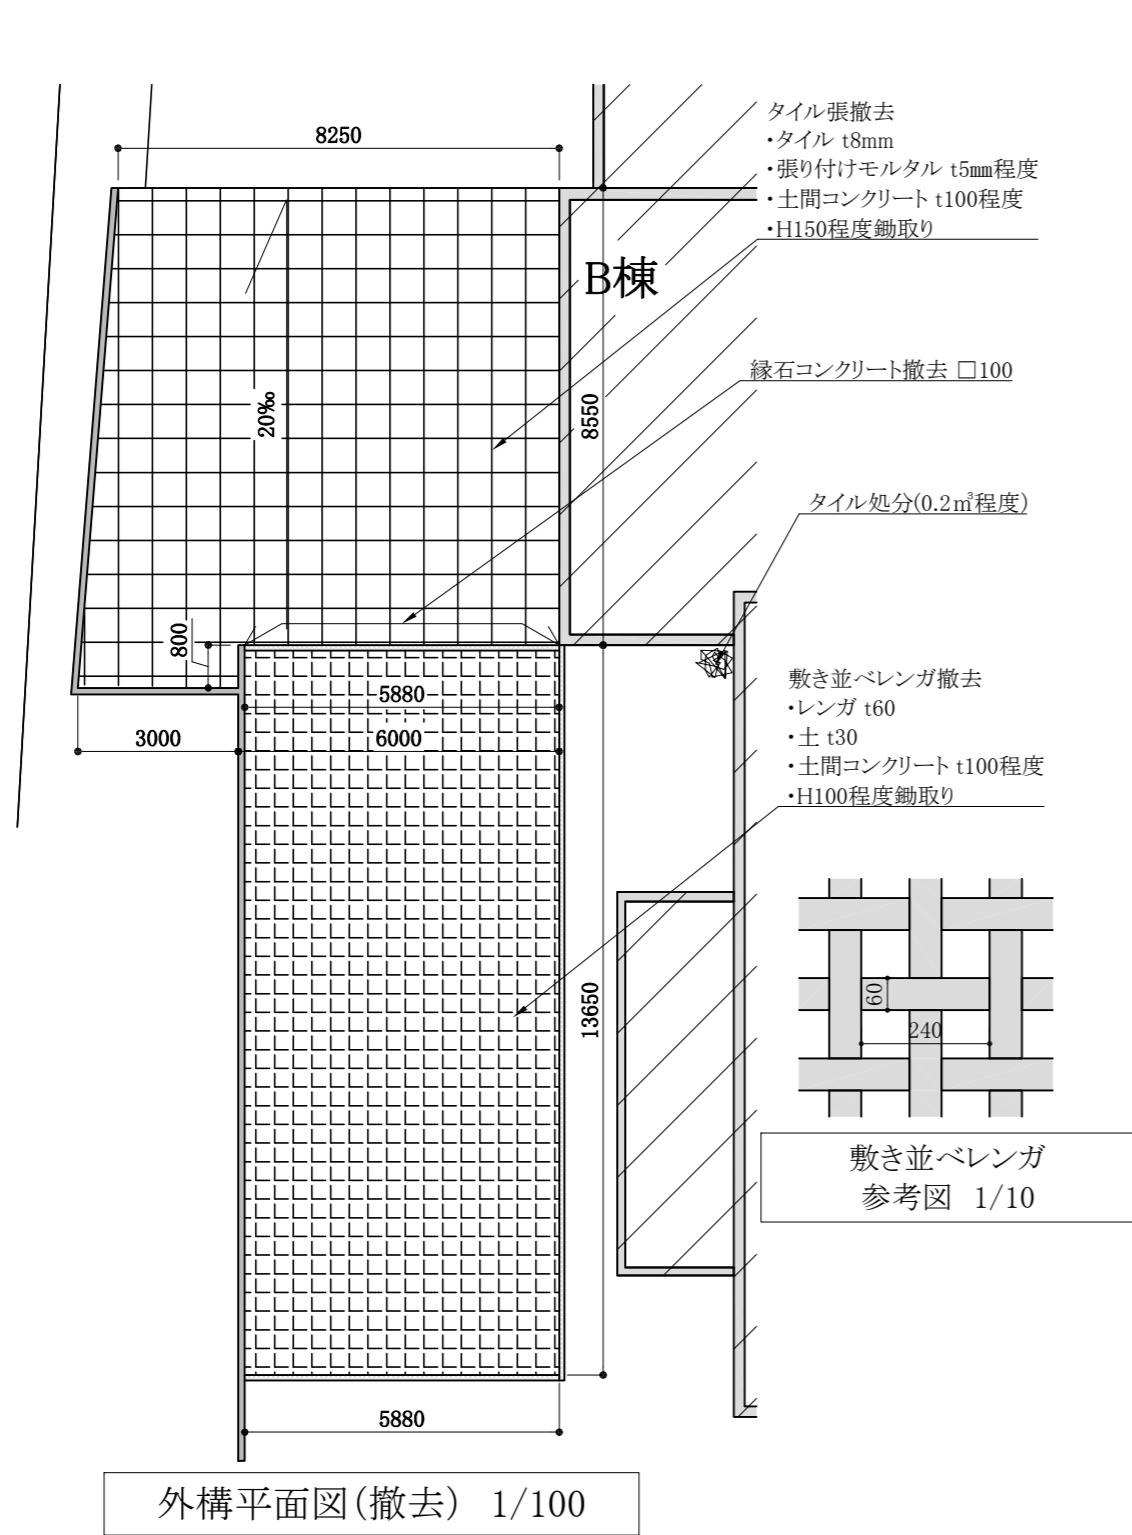 8250
タイル張撤去
・タイル t8mm
・張り付けモルタル t5㎜程度
・土間コンクリート t100程度
・H150程度鋤取り
B棟
縁石コンクリート撤去 □100
20‰
8550
タイル処分(0.2㎥程度)
800
敷き並べレンガ撤去
・レンガ t60
・土 t30
・土間コンクリート t100程度
・H100程度鋤取り
5880
3000
6000
13650
60
240
敷き並べレンガ
参考図 1/10
5880
外構平面図(撤去) 1/100